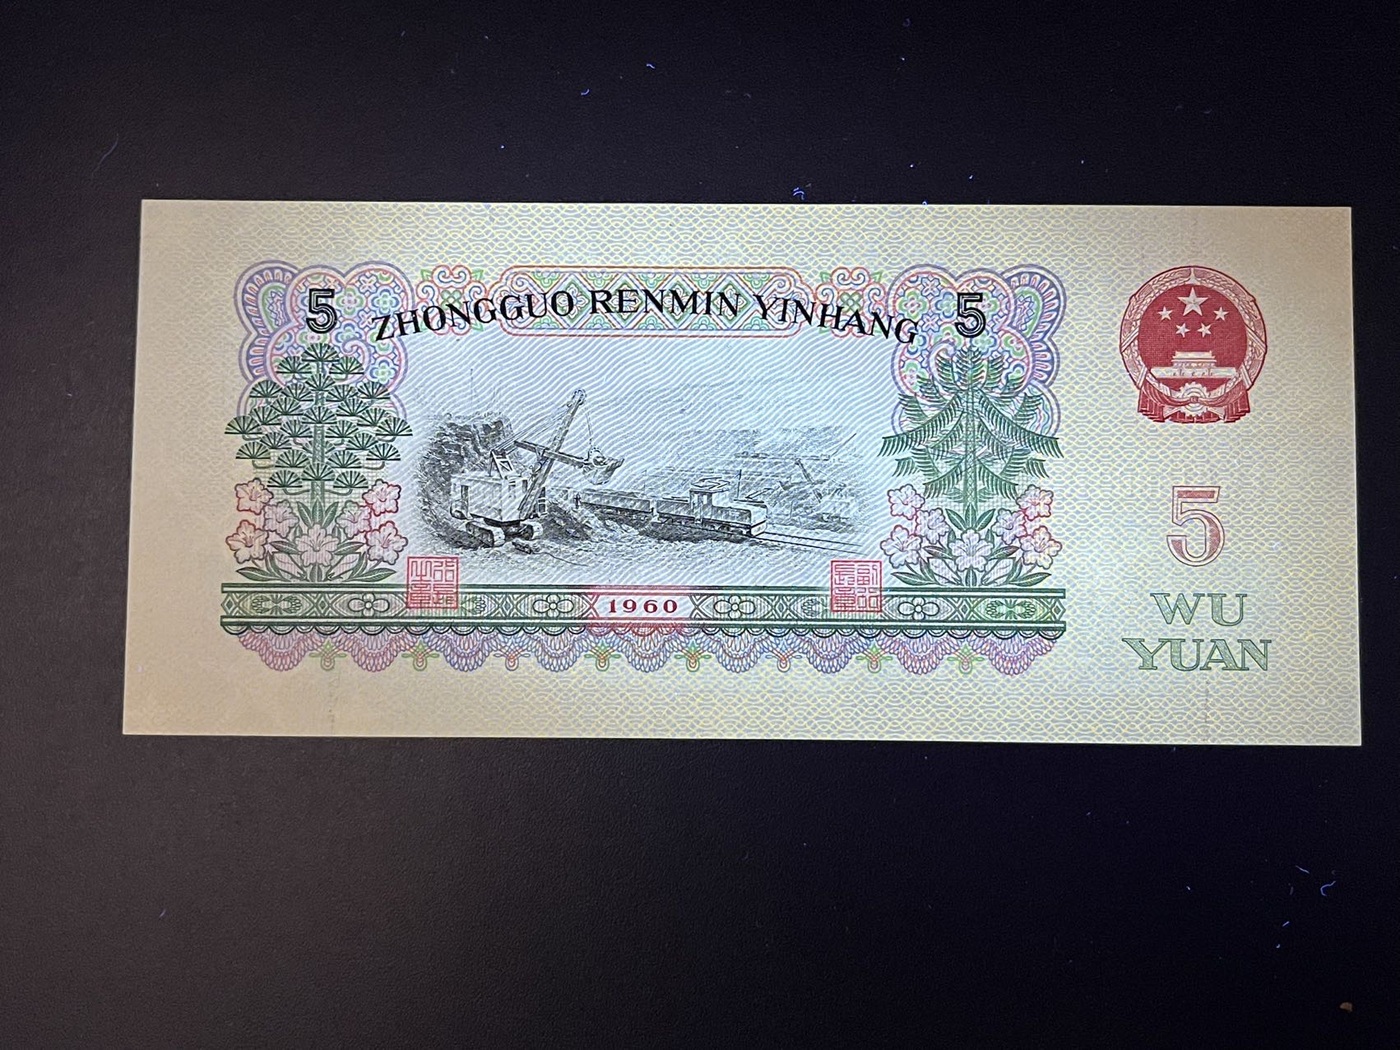 5 ZHONGGUO RENMIN YINHANG 5
5
1960
WU
YUAN